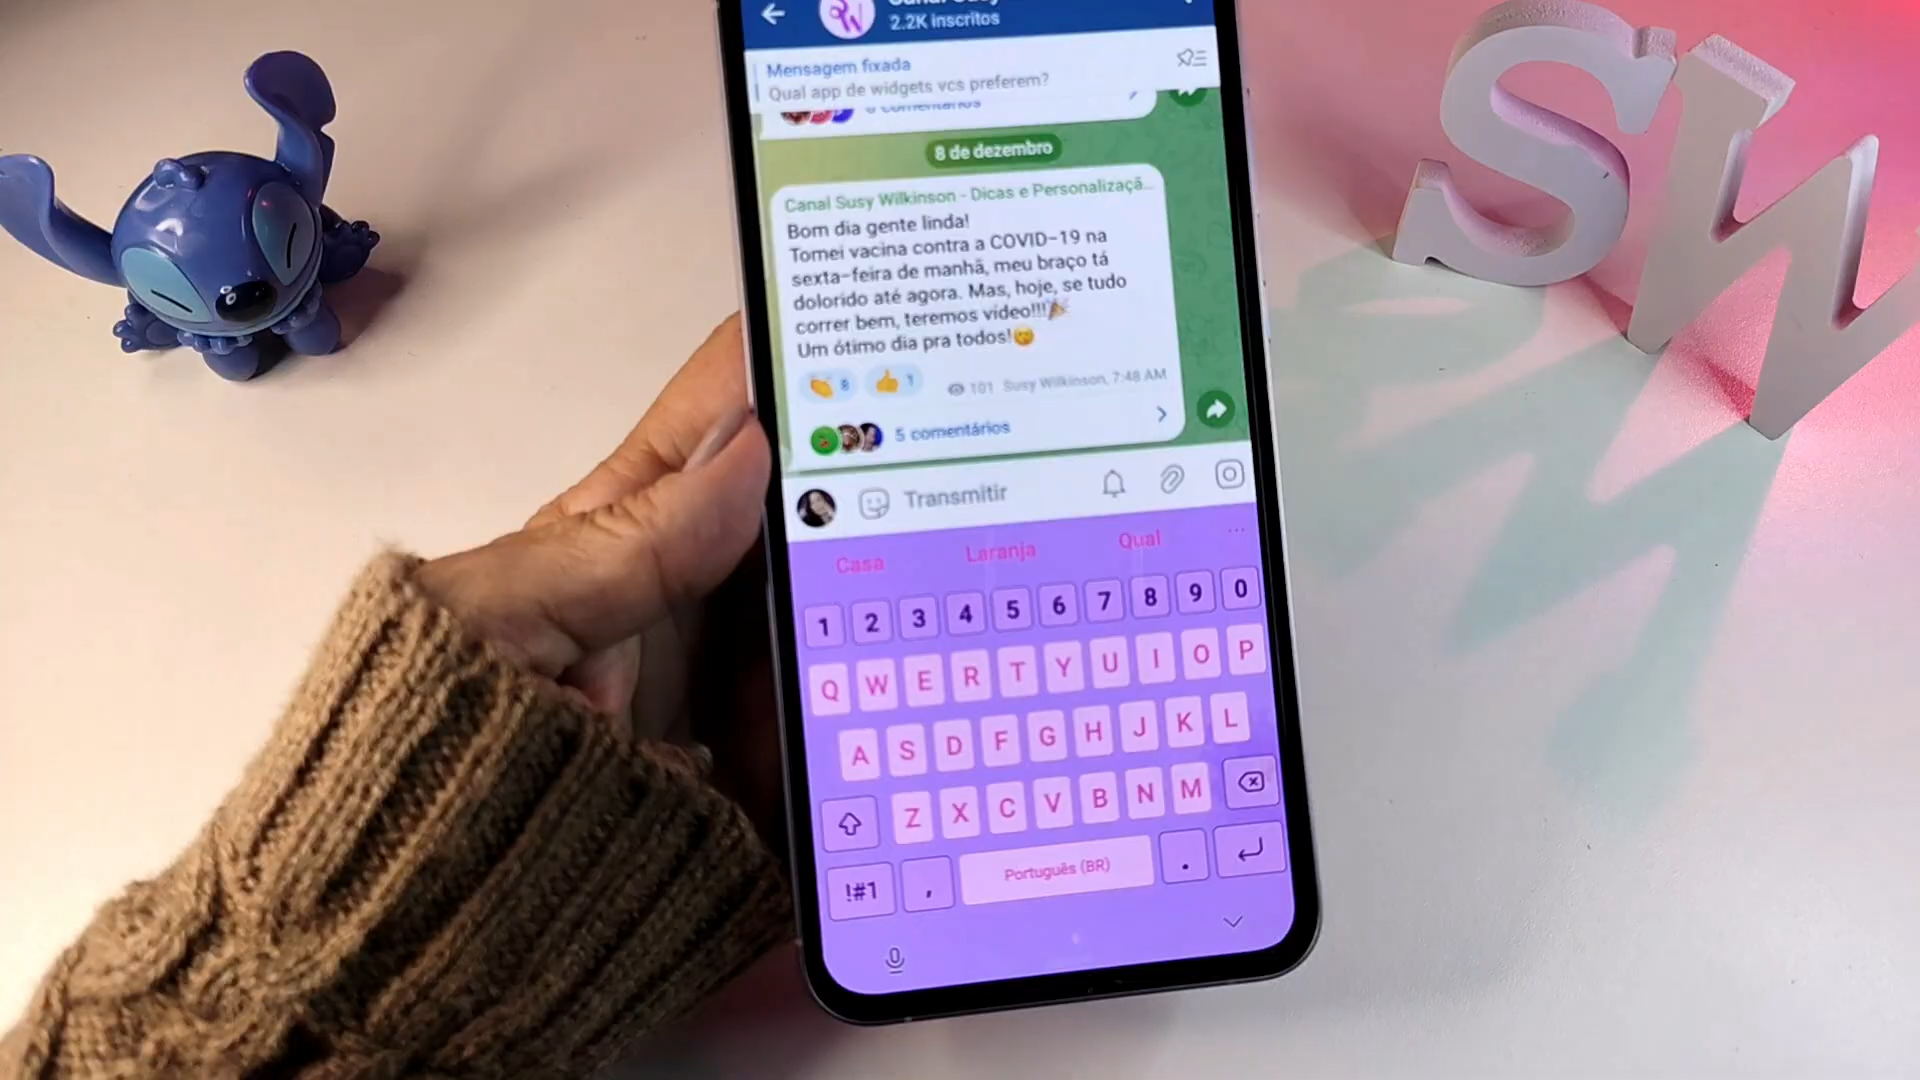 2.2K inscritos
Mensagem fixada
Qual app de widgets vcs preferem?
comentários
8 de dezembro
Canal Susy Wilkinson - Dicas e Personalizaçã...
Bom dia gente linda!
Tomei vacina contra a COVID-19 na
sexta-feira de manhã, meu braço tá
dolorido até agora. Mas, hoje, se tudo
correr bem, teremos vídeo!!!🎉
Um ótimo dia pra todos!😚
👏 8 👍 1 101 Susy Wilkinson, 7:48 AM
5 comentários
Transmitir
Casa Laranja Qual ...
1 2 3 4 5 6 7 8 9 0
Q W E R T Y U I O P
A S D F G H J K L
Z X C V B N M
!#1 , Português (BR) .
SW